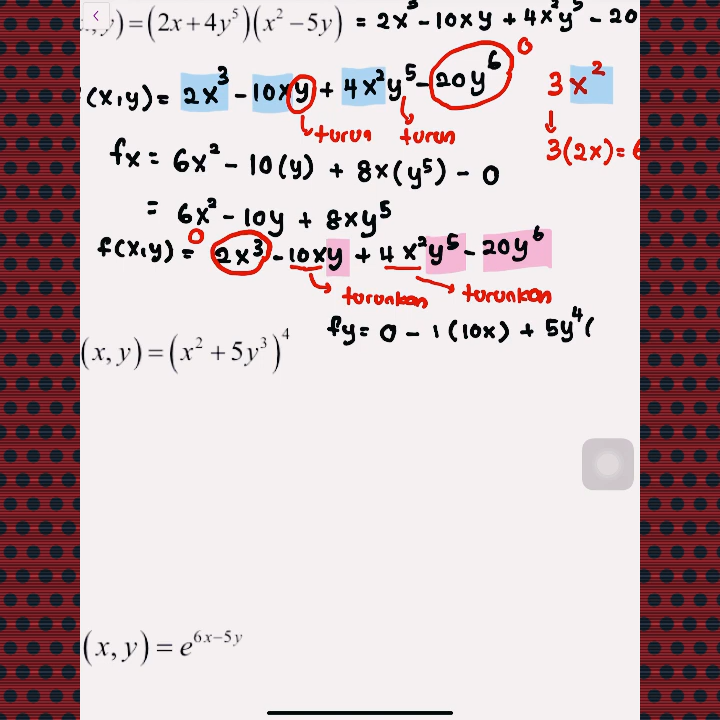 , y) = (2x + 4y⁵)(x² − 5y) = 2x³ − 10xy + 4x²y⁵ − 20
(x,y) = 2x³ − 10xy + 4x²y⁵ − 20y⁶ 0 3x²
turun turun 3(2x) = 6
fx = 6x² − 10(y) + 8x(y⁵) − 0
= 6x² − 10y + 8xy⁵
f(x,y) = 0 2x³ − 10xy + 4x²y⁵ − 20y⁶
turunkan turunkan
fy = 0 − 1(10x) + 5y⁴(
(x, y) = (x² + 5y³)⁴
(x, y) = e⁶ˣ⁻⁵ʸ